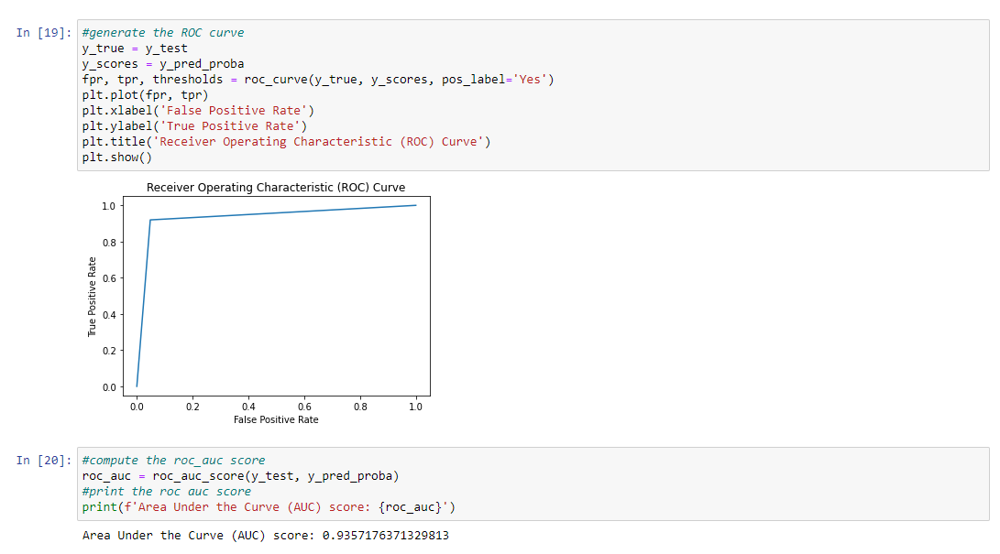 In [19]: #generate the ROC curve
y_true = y_test
y_scores = y_pred_proba
fpr, tpr, thresholds = roc_curve(y_true, y_scores, pos_label='Yes')
plt.plot(fpr, tpr)
plt.xlabel('False Positive Rate')
plt.ylabel('True Positive Rate')
plt.title('Receiver Operating Characteristic (ROC) Curve')
plt.show()
Receiver Operating Characteristic (ROC) Curve
True Positive Rate
1.0
0.8
0.6
0.4
0.2
0.0
0.0 0.2 0.4 0.6 0.8 1.0
False Positive Rate
In [20]: #compute the roc_auc score
roc_auc = roc_auc_score(y_test, y_pred_proba)
#print the roc auc score
print(f'Area Under the Curve (AUC) score: {roc_auc}')
Area Under the Curve (AUC) score: 0.9357176371329813